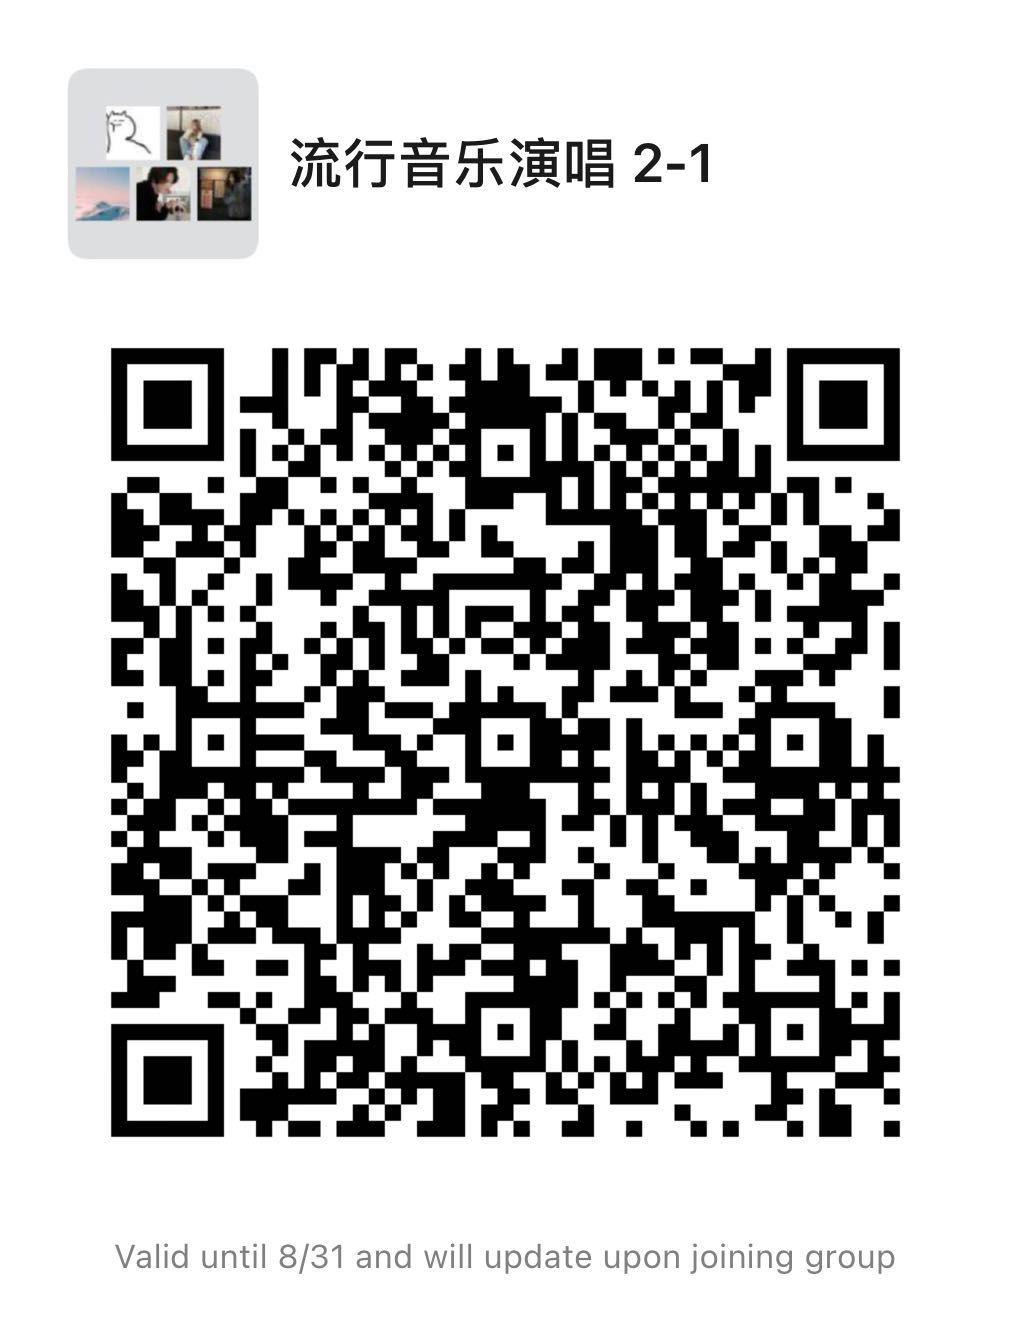 流行音乐演唱 2-1
Valid until 8/31 and will update upon joining group